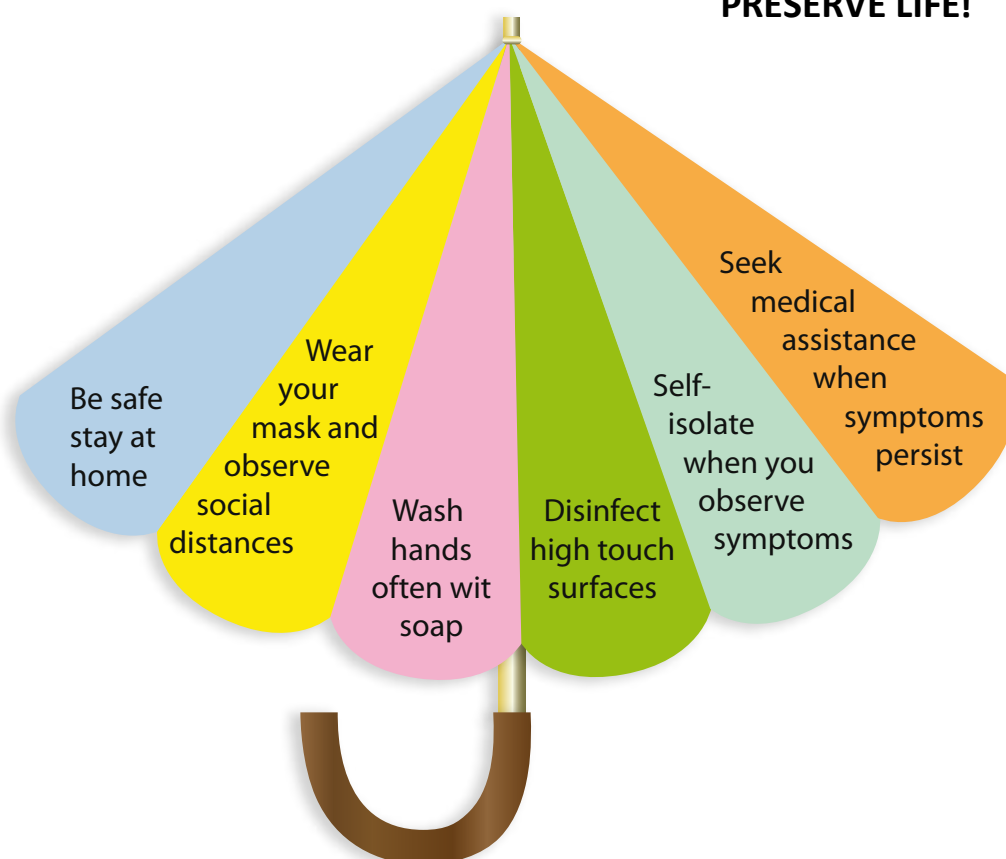 PRESERVE LIFE!
Be safe
stay at
home
Wear
your
mask and
observe
social
distances
Wash
hands
often wit
soap
Disinfect
high touch
surfaces
Self-
isolate
when you
observe
symptoms
Seek
medical
assistance
when
symptoms
persist